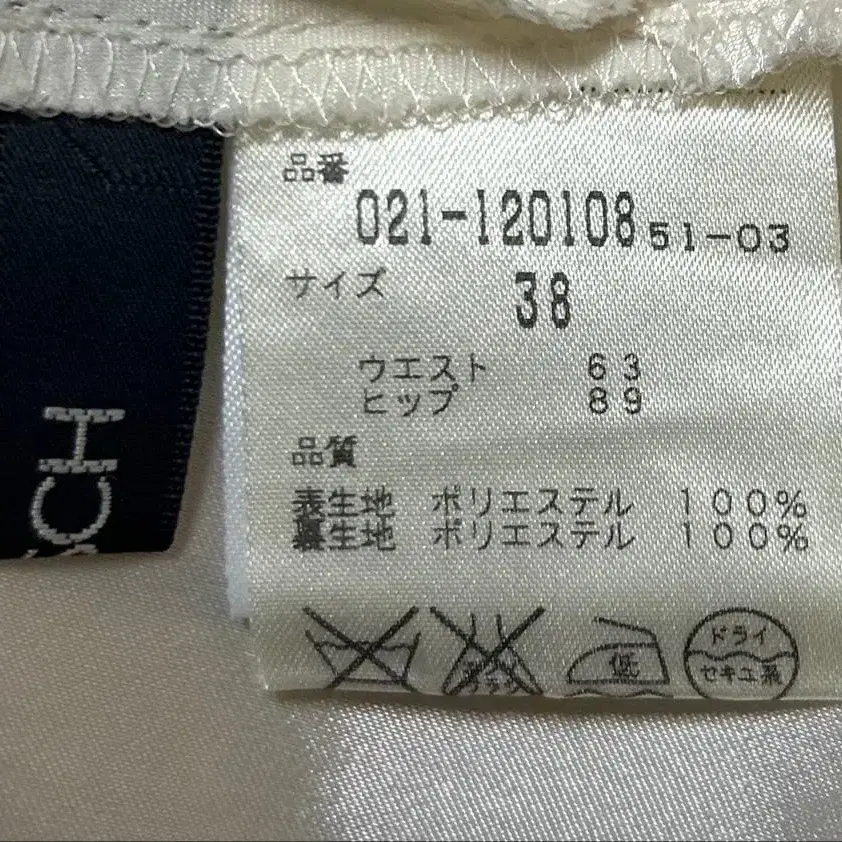 品番
021-120108 51-03
サイズ 38
ウエスト 63
ヒップ 89
品質
表生地 ポリエステル 100%
裏生地 ポリエステル 100%
低
ドライ
セキユ系
CH